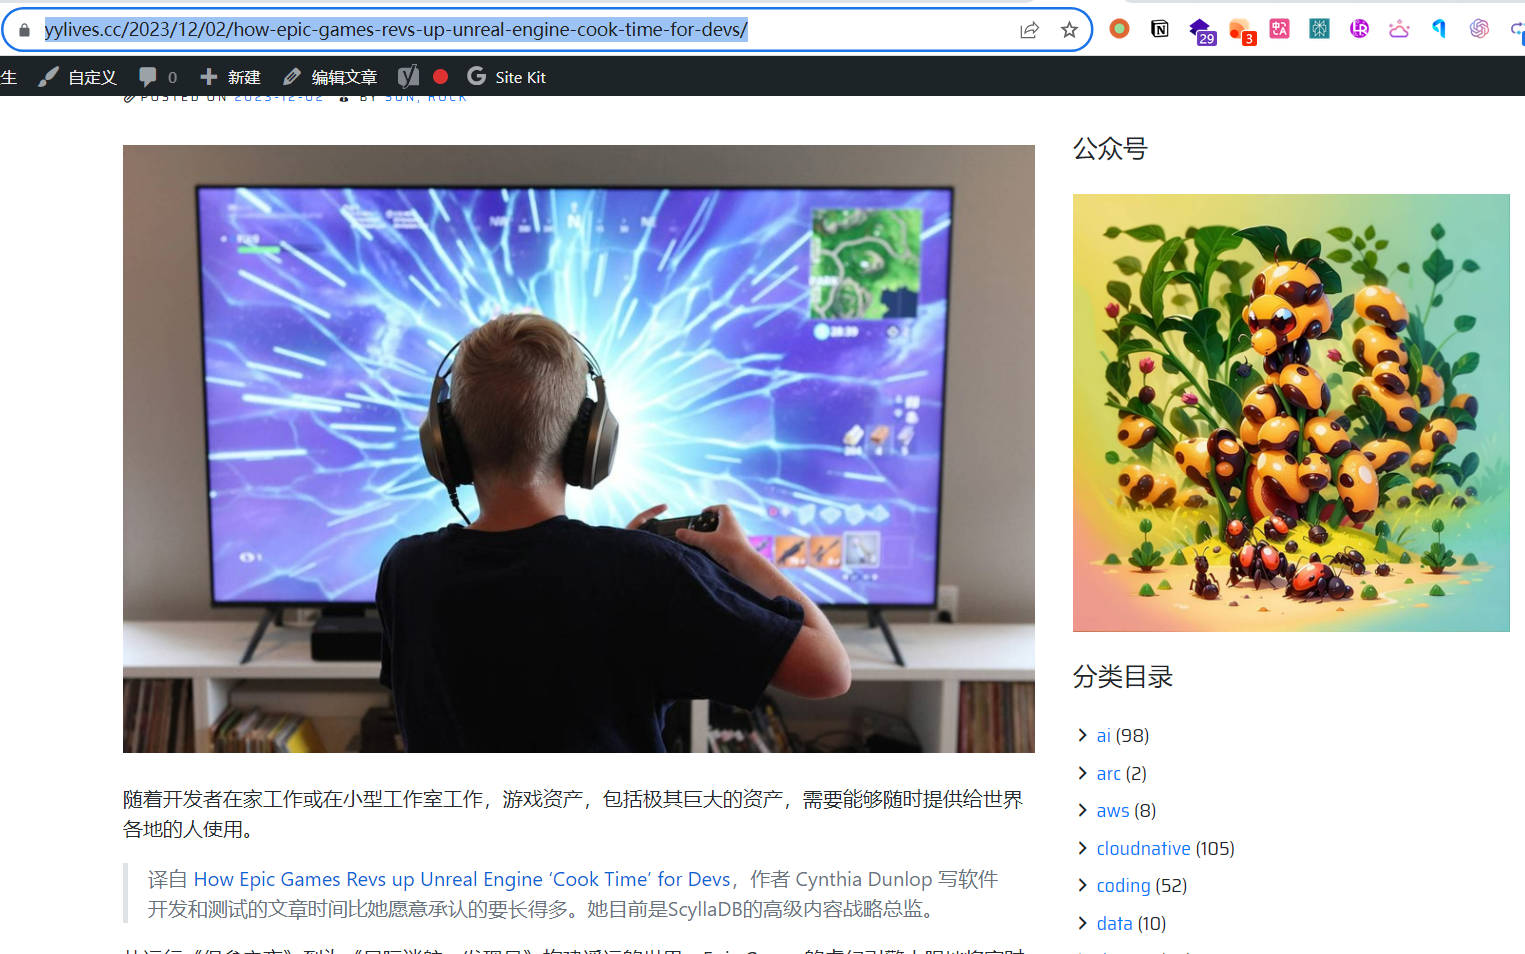 yylives.cc/2023/12/02/how-epic-games-revs-up-unreal-engine-cook-time-for-devs/
29
3
生 自定义 0 新建 编辑文章 Site Kit
POSTED ON 2023-12-02 BY SUN, ROCK
公众号
N
随着开发者在家工作或在小型工作室工作，游戏资产，包括极其巨大的资产，需要能够随时提供给世界
各地的人使用。
译自 How Epic Games Revs up Unreal Engine ‘Cook Time’ for Devs，作者 Cynthia Dunlop 写软件
开发和测试的文章时间比她愿意承认的要长得多。她目前是ScyllaDB的高级内容战略总监。
分类目录
ai (98)
arc (2)
aws (8)
cloudnative (105)
coding (52)
data (10)